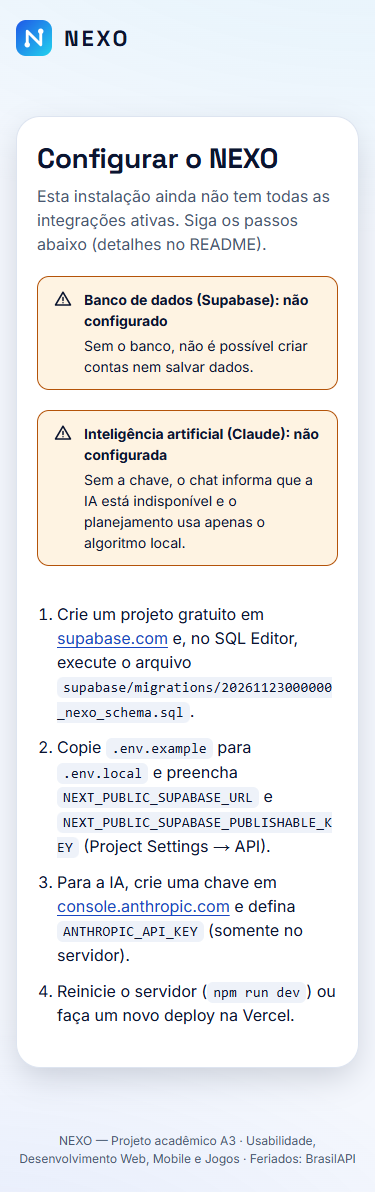 NEXO
Configurar o NEXO
Esta instalação ainda não tem todas as
integrações ativas. Siga os passos
abaixo (detalhes no README).
Banco de dados (Supabase): não
configurado
Sem o banco, não é possível criar
contas nem salvar dados.
Inteligência artificial (Claude): não
configurada
Sem a chave, o chat informa que a
IA está indisponível e o
planejamento usa apenas o
algoritmo local.
1. Crie um projeto gratuito em
supabase.com e, no SQL Editor,
execute o arquivo
supabase/migrations/20261123000000
_nexo_schema.sql .
2. Copie .env.example para
.env.local e preencha
NEXT_PUBLIC_SUPABASE_URL e
NEXT_PUBLIC_SUPABASE_PUBLISHABLE_K
EY (Project Settings → API).
3. Para a IA, crie uma chave em
console.anthropic.com e defina
ANTHROPIC_API_KEY (somente no
servidor).
4. Reinicie o servidor ( npm run dev ) ou
faça um novo deploy na Vercel.
NEXO — Projeto acadêmico A3 · Usabilidade,
Desenvolvimento Web, Mobile e Jogos · Feriados: BrasilAPI